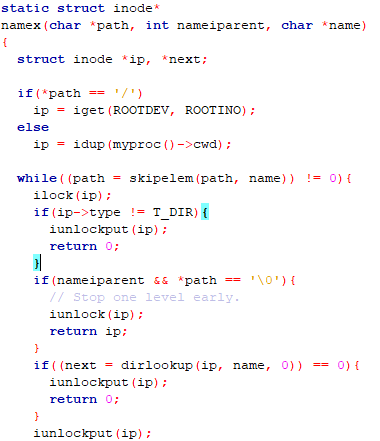 static struct inode*
namex(char *path, int nameiparent, char *name)
{
  struct inode *ip, *next;

  if(*path == '/')
    ip = iget(ROOTDEV, ROOTINO);
  else
    ip = idup(myproc()->cwd);

  while((path = skipelem(path, name)) != 0){
    ilock(ip);
    if(ip->type != T_DIR){
      iunlockput(ip);
      return 0;
    }
    if(nameiparent && *path == '\0'){
      // Stop one level early.
      iunlock(ip);
      return ip;
    }
    if((next = dirlookup(ip, name, 0)) == 0){
      iunlockput(ip);
      return 0;
    }
    iunlockput(ip);